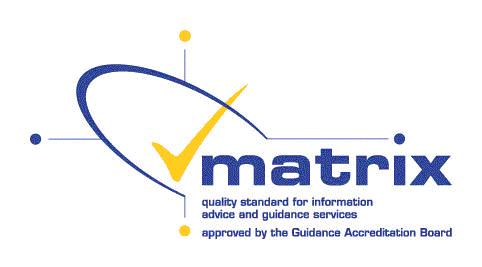 matrix
quality standard for information
advice and guidance services
approved by the Guidance Accreditation Board